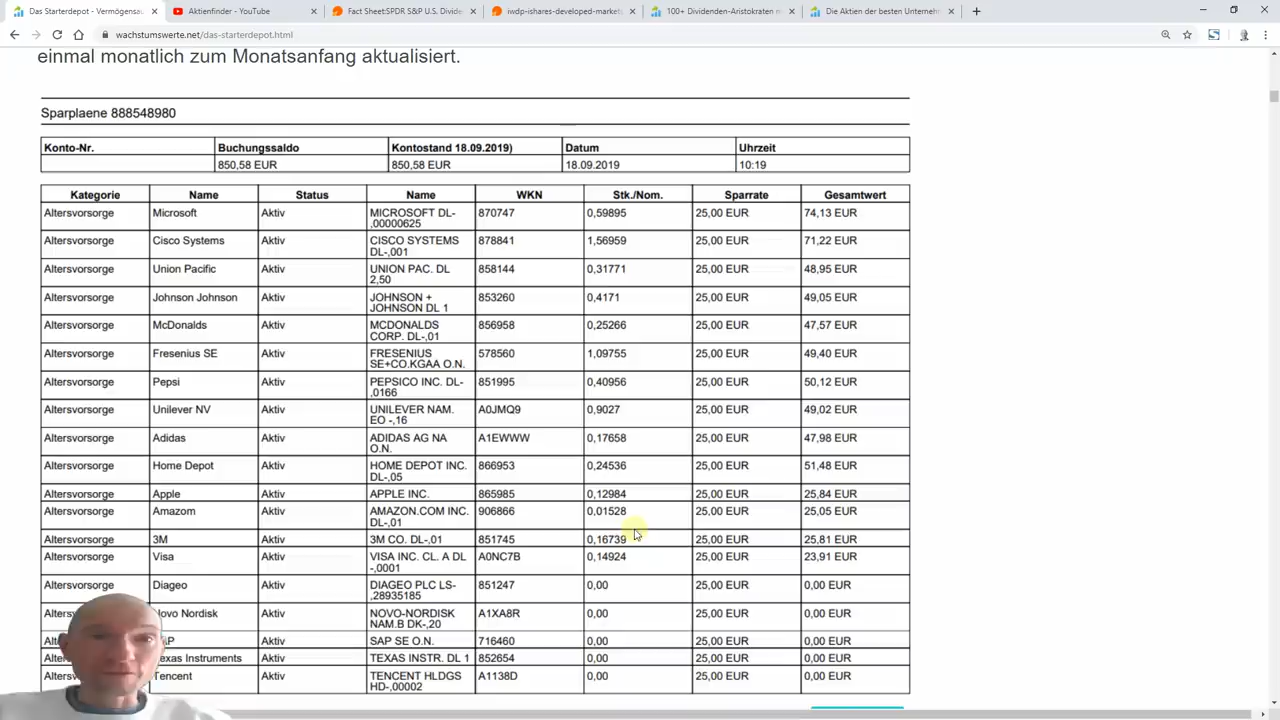 Das Starterdepot - Vermögensau
Aktienfinder - YouTube
Fact Sheet:SPDR S&P U.S. Divide
iwdp-ishares-developed-market
100+ Dividenden-Aristokraten m
Die Aktien der besten Unterneh
wachstumswerte.net/das-starterdepot.html
einmal monatlich zum Monatsanfang aktualisiert.
Sparplaene 888548980
Konto-Nr. Buchungssaldo Kontostand 18.09.2019) Datum Uhrzeit
850,58 EUR 850,58 EUR 18.09.2019 10:19
Kategorie Name Status Name WKN Stk./Nom. Sparrate Gesamtwert
Altersvorsorge Microsoft Aktiv MICROSOFT DL- 870747 0,59895 25,00 EUR 74,13 EUR
,00000625
Altersvorsorge Cisco Systems Aktiv CISCO SYSTEMS 878841 1,56959 25,00 EUR 71,22 EUR
DL-,001
Altersvorsorge Union Pacific Aktiv UNION PAC. DL 858144 0,31771 25,00 EUR 48,95 EUR
2,50
Altersvorsorge Johnson Johnson Aktiv JOHNSON + 853260 0,4171 25,00 EUR 49,05 EUR
JOHNSON DL 1
Altersvorsorge McDonalds Aktiv MCDONALDS 856958 0,25266 25,00 EUR 47,57 EUR
CORP. DL-,01
Altersvorsorge Fresenius SE Aktiv FRESENIUS 578560 1,09755 25,00 EUR 49,40 EUR
SE+CO.KGAA O.N.
Altersvorsorge Pepsi Aktiv PEPSICO INC. DL- 851995 0,40956 25,00 EUR 50,12 EUR
,0166
Altersvorsorge Unilever NV Aktiv UNILEVER NAM. A0JMQ9 0,9027 25,00 EUR 49,02 EUR
EO -,16
Altersvorsorge Adidas Aktiv ADIDAS AG NA A1EWWW 0,17658 25,00 EUR 47,98 EUR
O.N.
Altersvorsorge Home Depot Aktiv HOME DEPOT INC. 866953 0,24536 25,00 EUR 51,48 EUR
DL-,05
Altersvorsorge Apple Aktiv APPLE INC. 865985 0,12984 25,00 EUR 25,84 EUR
Altersvorsorge Amazom Aktiv AMAZON.COM INC. 906866 0,01528 25,00 EUR 25,05 EUR
DL-,01
Altersvorsorge 3M Aktiv 3M CO. DL-,01 851745 0,16739 25,00 EUR 25,81 EUR
Altersvorsorge Visa Aktiv VISA INC. CL. A DL A0NC7B 0,14924 25,00 EUR 23,91 EUR
-,0001
Altersvorsorge Diageo Aktiv DIAGEO PLC LS- 851247 0,00 25,00 EUR 0,00 EUR
,28935185
Altersvo Novo Nordisk Aktiv NOVO-NORDISK A1XA8R 0,00 25,00 EUR 0,00 EUR
NAM.B DK-,20
Alter AP Aktiv SAP SE O.N. 716460 0,00 25,00 EUR 0,00 EUR
Alter Texas Instruments Aktiv TEXAS INSTR. DL 1 852654 0,00 25,00 EUR 0,00 EUR
Alter Tencent Aktiv TENCENT HLDGS A1138D 0,00 25,00 EUR 0,00 EUR
HD-,00002